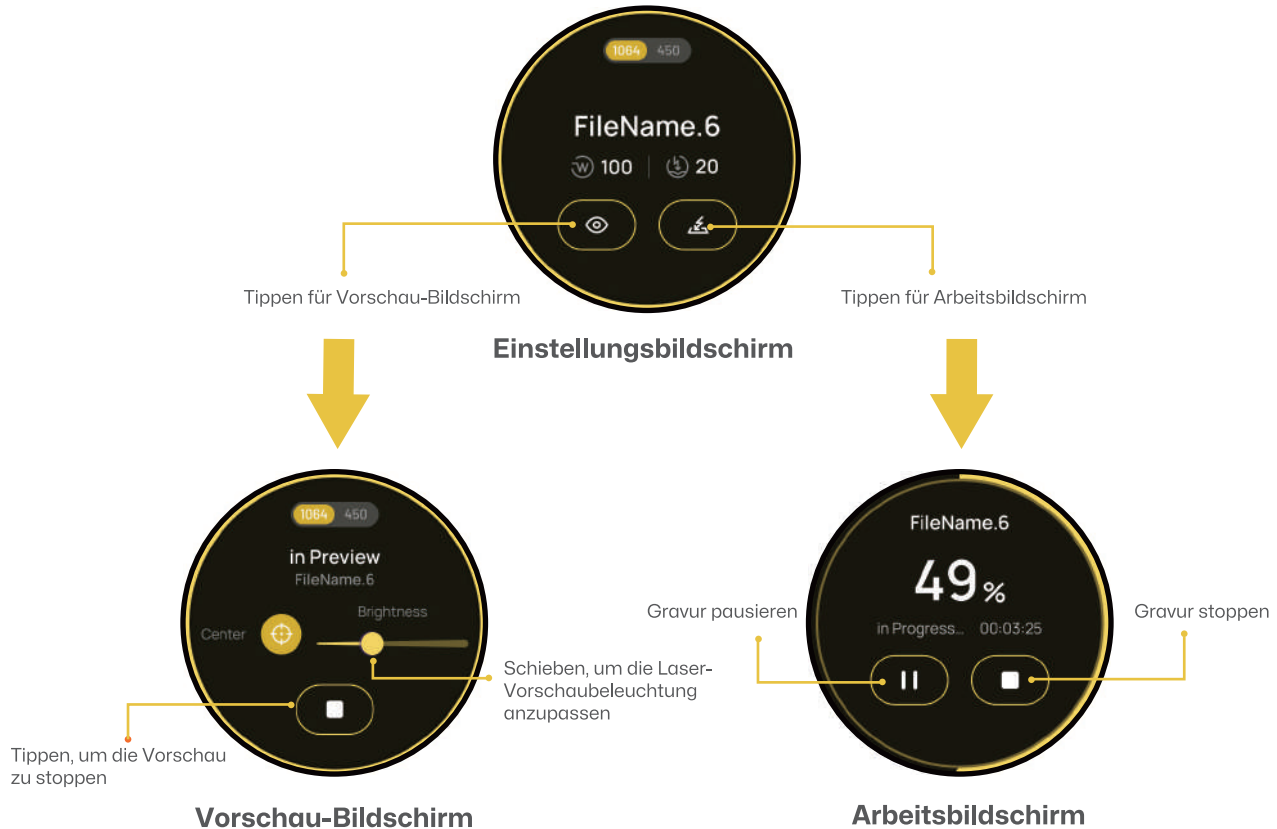 1064 450
FileName.6
100 20
Tippen für Vorschau-Bildschirm
Tippen für Arbeitsbildschirm
Einstellungsbildschirm
1064 450
in Preview
FileName.6
Brightness
Center
Schieben, um die Laser-
Vorschaubeleuchtung
anzupassen
Tippen, um die Vorschau
zu stoppen
Vorschau-Bildschirm
FileName.6
49%
in Progress... 00:03:25
Gravur pausieren
Gravur stoppen
Arbeitsbildschirm